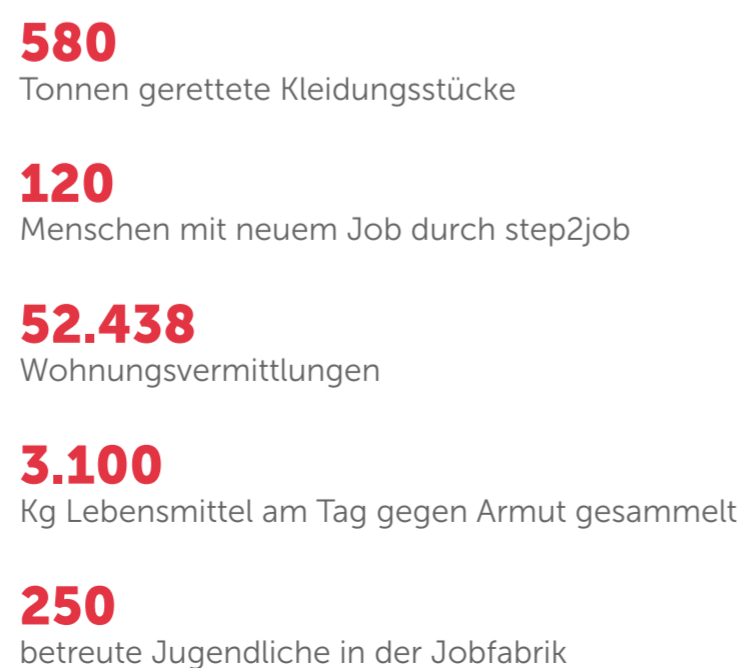 580
Tonnen gerettete Kleidungsstücke
120
Menschen mit neuem Job durch step2job
52.438
Wohnungsvermittlungen
3.100
Kg Lebensmittel am Tag gegen Armut gesammelt
250
betreute Jugendliche in der Jobfabrik